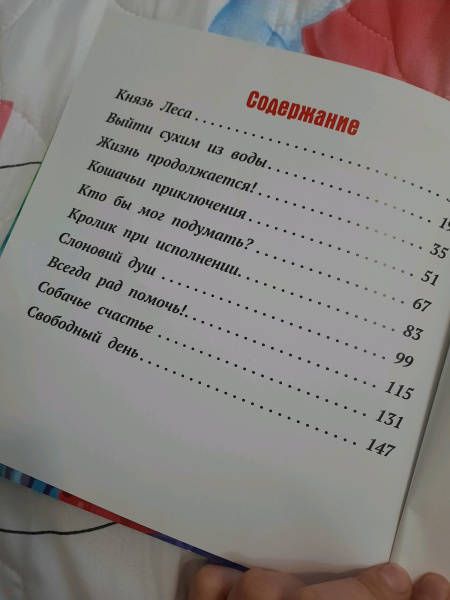 Содержание
Князь Леса
Выйти сухим из воды 19
Жизнь продолжается! 35
Кошачьи приключения 51
Кто бы мог подумать? 67
Кролик при исполнении 83
Слоновий душ 99
Всегда рад помочь! 115
Собачье счастье 131
Свободный день 147